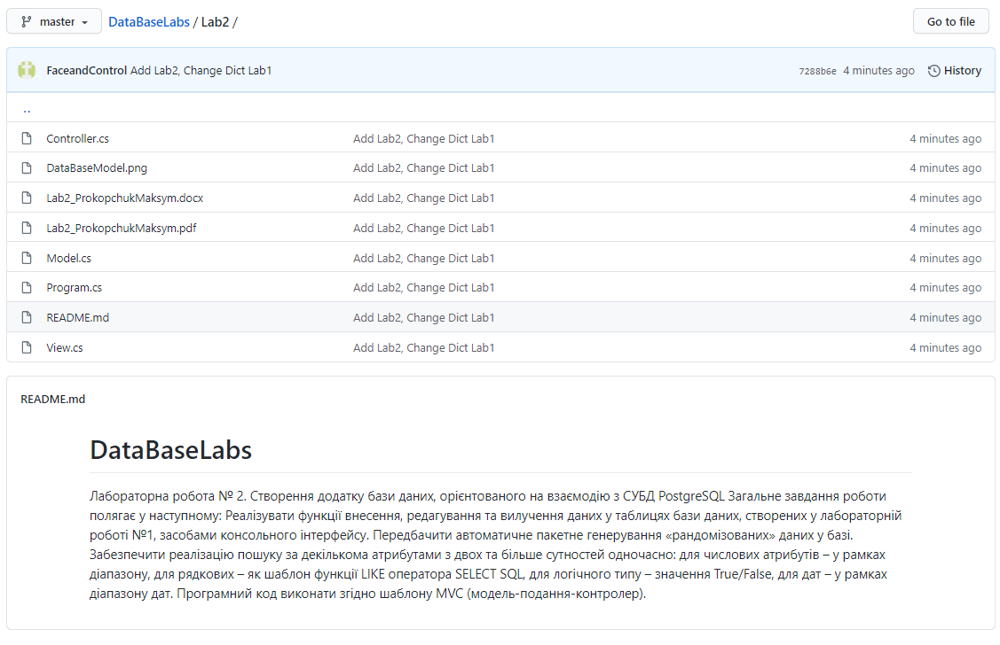 master DataBaseLabs / Lab2 / Go to file
FaceandControl Add Lab2, Change Dict Lab1 7288b6e 4 minutes ago History
..
Controller.cs Add Lab2, Change Dict Lab1 4 minutes ago
DataBaseModel.png Add Lab2, Change Dict Lab1 4 minutes ago
Lab2_ProkopchukMaksym.docx Add Lab2, Change Dict Lab1 4 minutes ago
Lab2_ProkopchukMaksym.pdf Add Lab2, Change Dict Lab1 4 minutes ago
Model.cs Add Lab2, Change Dict Lab1 4 minutes ago
Program.cs Add Lab2, Change Dict Lab1 4 minutes ago
README.md Add Lab2, Change Dict Lab1 4 minutes ago
View.cs Add Lab2, Change Dict Lab1 4 minutes ago
README.md
DataBaseLabs
Лабораторна робота № 2. Створення додатку бази даних, орієнтованого на взаємодію з СУБД PostgreSQL Загальне завдання роботи
полягає у наступному: Реалізувати функції внесення, редагування та вилучення даних у таблицях бази даних, створених у лабораторній
роботі №1, засобами консольного інтерфейсу. Передбачити автоматичне пакетне генерування «рандомізованих» даних у базі.
Забезпечити реалізацію пошуку за декількома атрибутами з двох та більше сутностей одночасно: для числових атрибутів – у рамках
діапазону, для рядкових – як шаблон функції LIKE оператора SELECT SQL, для логічного типу – значення True/False, для дат – у рамках
діапазону дат. Програмний код виконати згідно шаблону MVC (модель-подання-контролер).